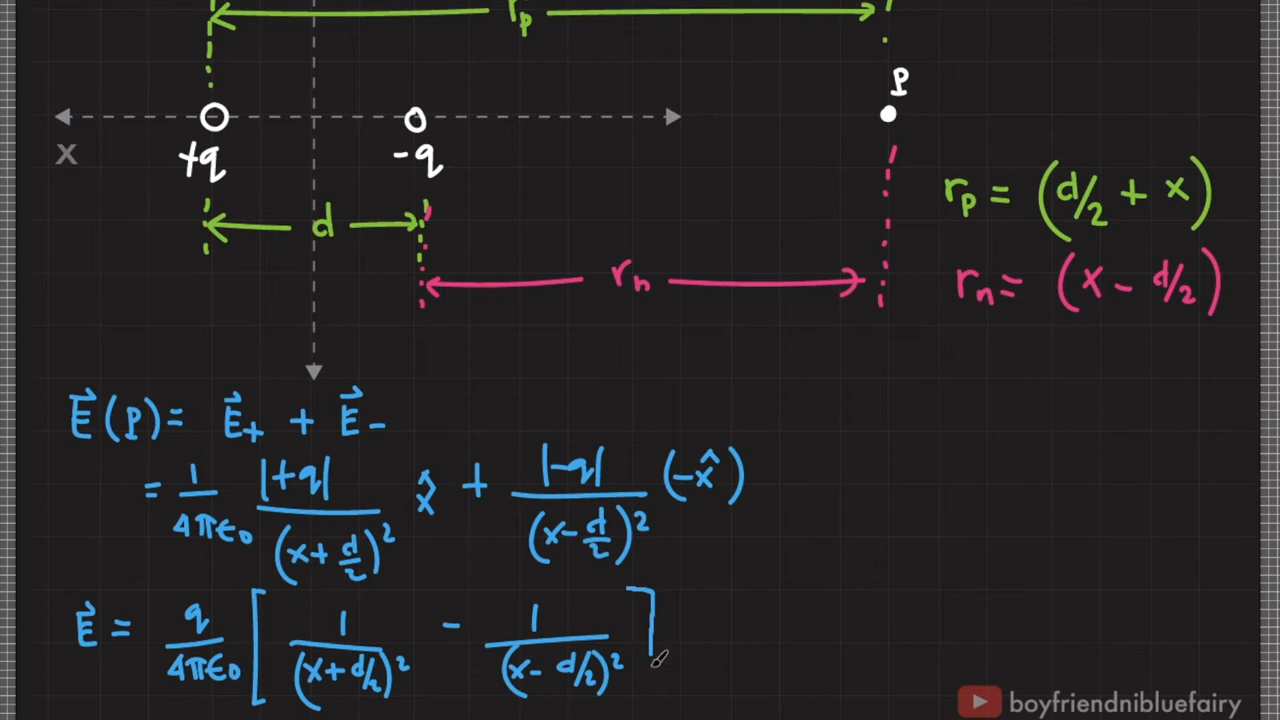 r_p
P
x
+q
-q
r_p = (d/2 + x)
d
r_n
r_n = (x - d/2)
E⃗(P) = E⃗₊ + E⃗₋
= 1/4πϵ₀ |+q|/(x + d/2)² x̂ + |-q|/(x - d/2)² (-x̂)
E⃗ = q/4πϵ₀ [ 1/(x + d/2)² - 1/(x - d/2)² ]
boyfriendnibluefairy